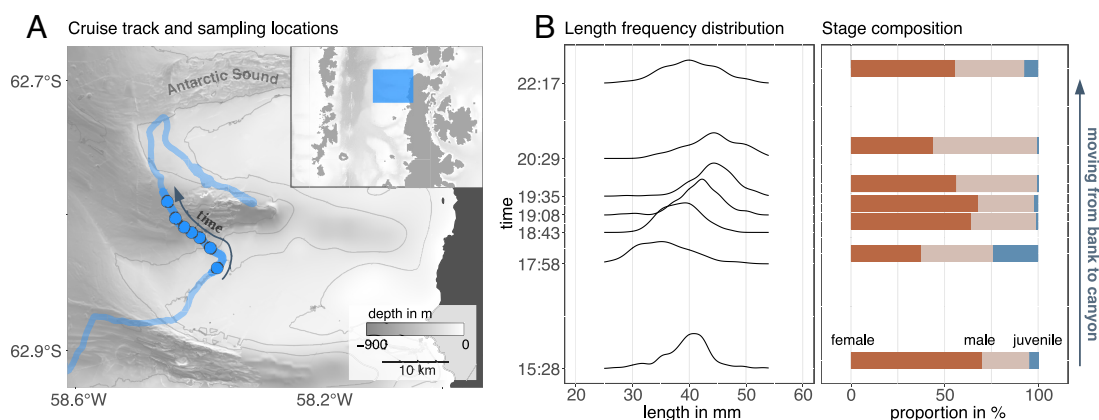 A Cruise track and sampling locations
62.7°S
62.9°S
58.6°W
58.2°W
Antarctic Sound
time
depth in m
−900
0
10 km
B Length frequency distribution
Stage composition
time
22:17
20:29
19:35
19:08
18:43
17:58
15:28
20
30
40
50
60
length in mm
female
male
juvenile
0
50
100
proportion in %
moving from bank to canyon